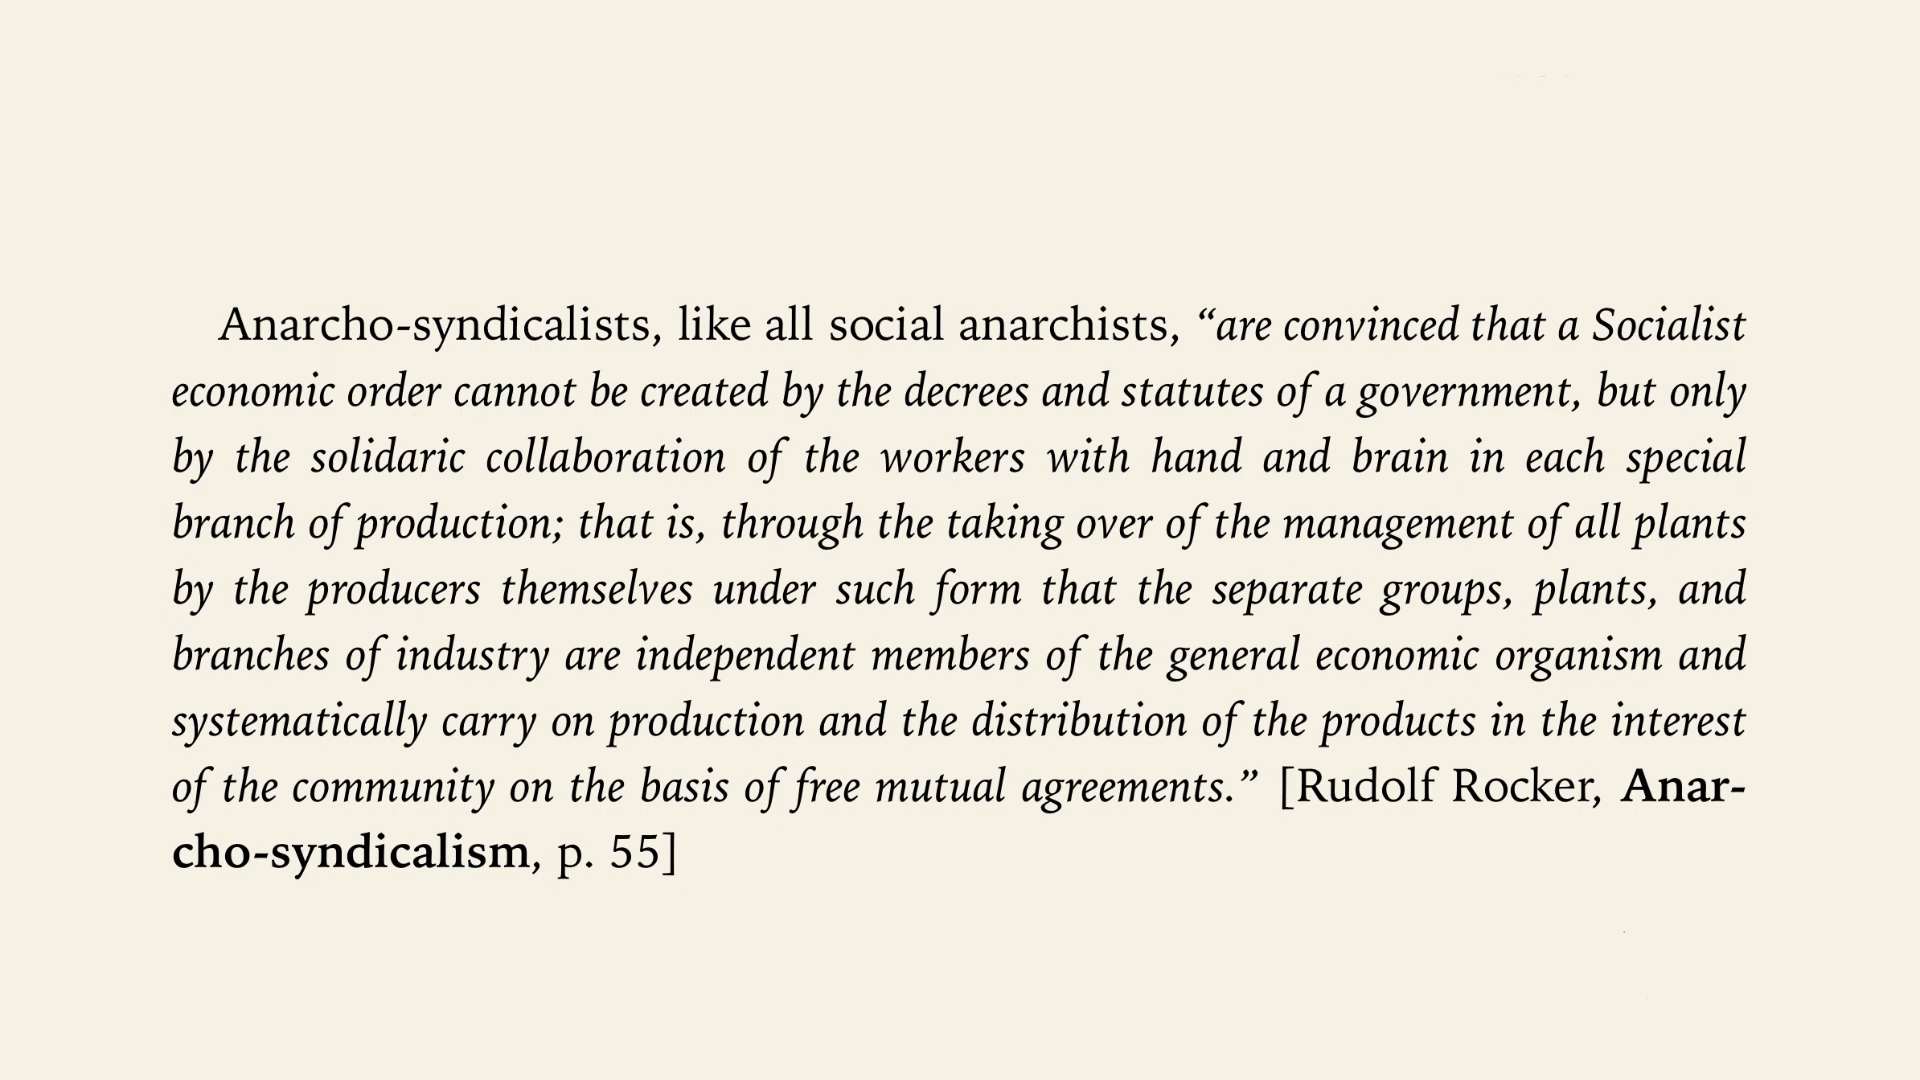 Anarcho-syndicalists, like all social anarchists, “are convinced that a Socialist
economic order cannot be created by the decrees and statutes of a government, but only
by the solidaric collaboration of the workers with hand and brain in each special
branch of production; that is, through the taking over of the management of all plants
by the producers themselves under such form that the separate groups, plants, and
branches of industry are independent members of the general economic organism and
systematically carry on production and the distribution of the products in the interest
of the community on the basis of free mutual agreements.” [Rudolf Rocker, Anar-
cho-syndicalism, p. 55]